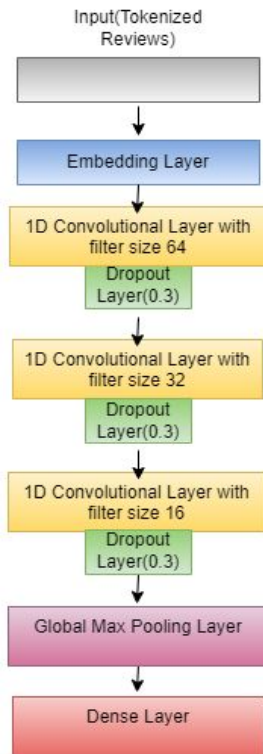 Input(Tokenized
Reviews)
Embedding Layer
1D Convolutional Layer with
filter size 64
Dropout
Layer(0.3)
1D Convolutional Layer with
filter size 32
Dropout
Layer(0.3)
1D Convolutional Layer with
filter size 16
Dropout
Layer(0.3)
Global Max Pooling Layer
Dense Layer